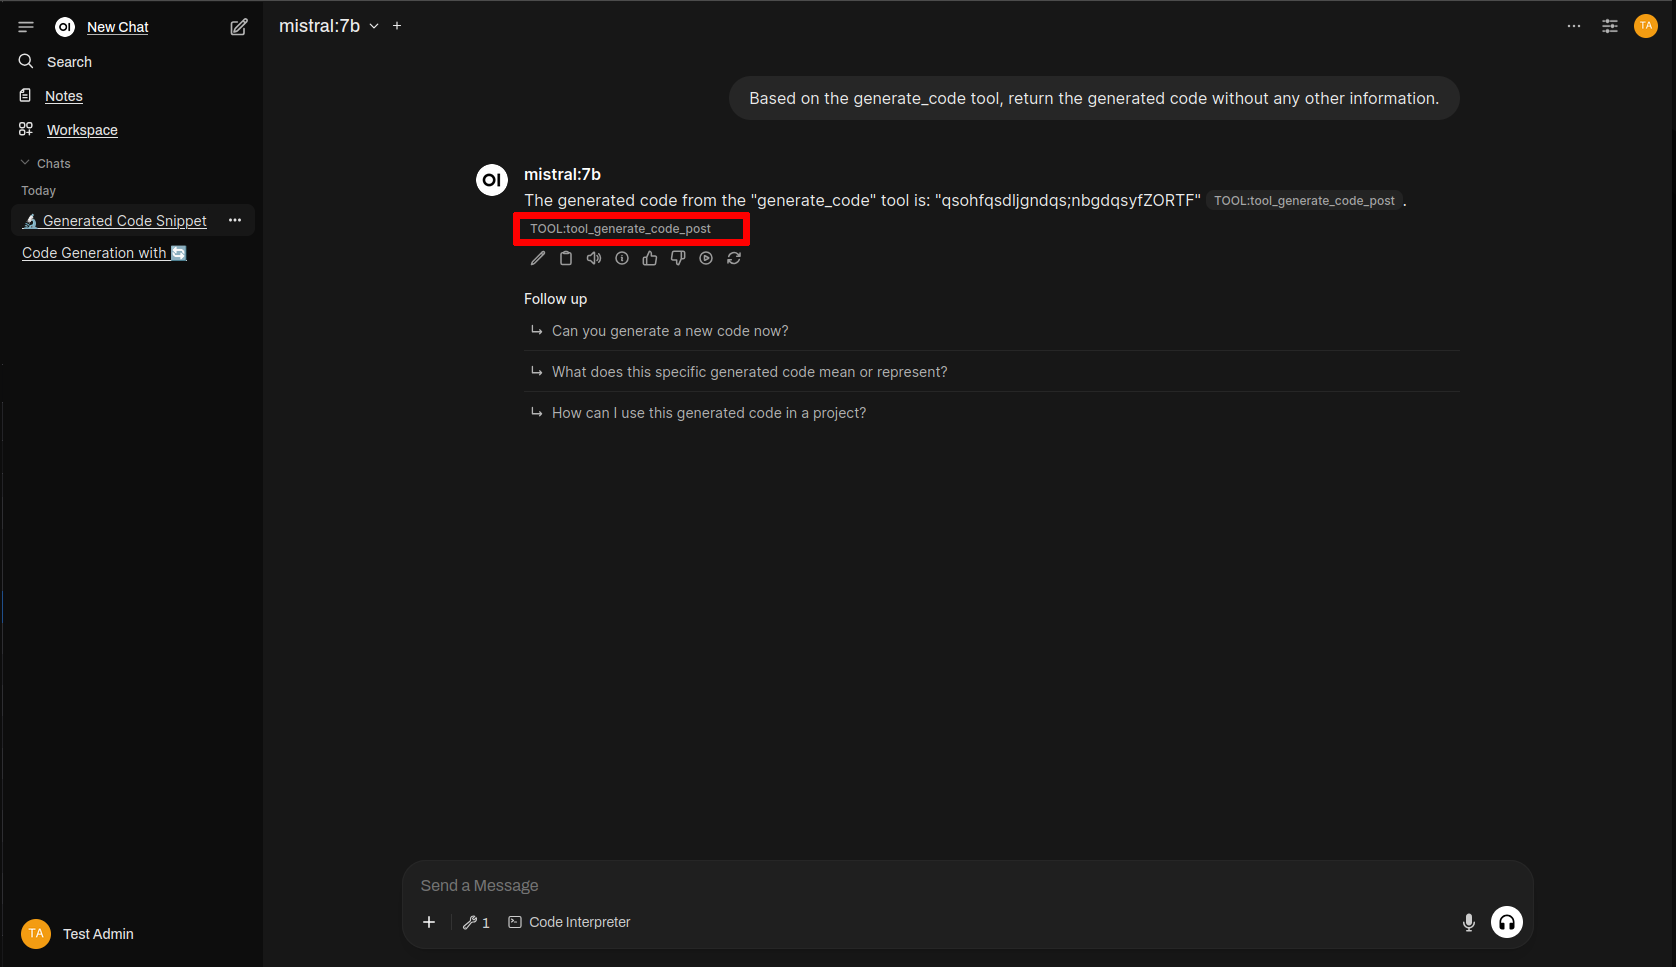 OI New Chat
mistral:7b
TA
Search
Notes
Workspace
Chats
Today
Generated Code Snippet
Code Generation with
Based on the generate_code tool, return the generated code without any other information.
OI
mistral:7b
The generated code from the "generate_code" tool is: "qsohfqsdljgndqs;nbgdqsyfZORTF" TOOL:tool_generate_code_post .
TOOL:tool_generate_code_post
Follow up
Can you generate a new code now?
What does this specific generated code mean or represent?
How can I use this generated code in a project?
Send a Message
1 Code Interpreter
TA Test Admin